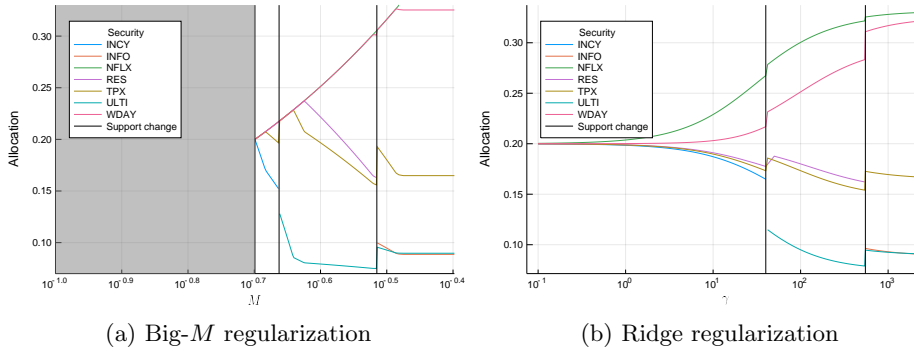 Allocation
0.30
0.25
0.20
0.15
0.10
Security
INCY
INFO
NFLX
RES
TPX
ULTI
WDAY
Support change
10^-1.0
10^-0.9
10^-0.8
10^-0.7
10^-0.6
10^-0.5
10^-0.4
M
(a) Big-M regularization
Allocation
0.30
0.25
0.20
0.15
0.10
Security
INCY
INFO
NFLX
RES
TPX
ULTI
WDAY
Support change
10^-1
10^0
10^1
10^2
10^3
γ
(b) Ridge regularization